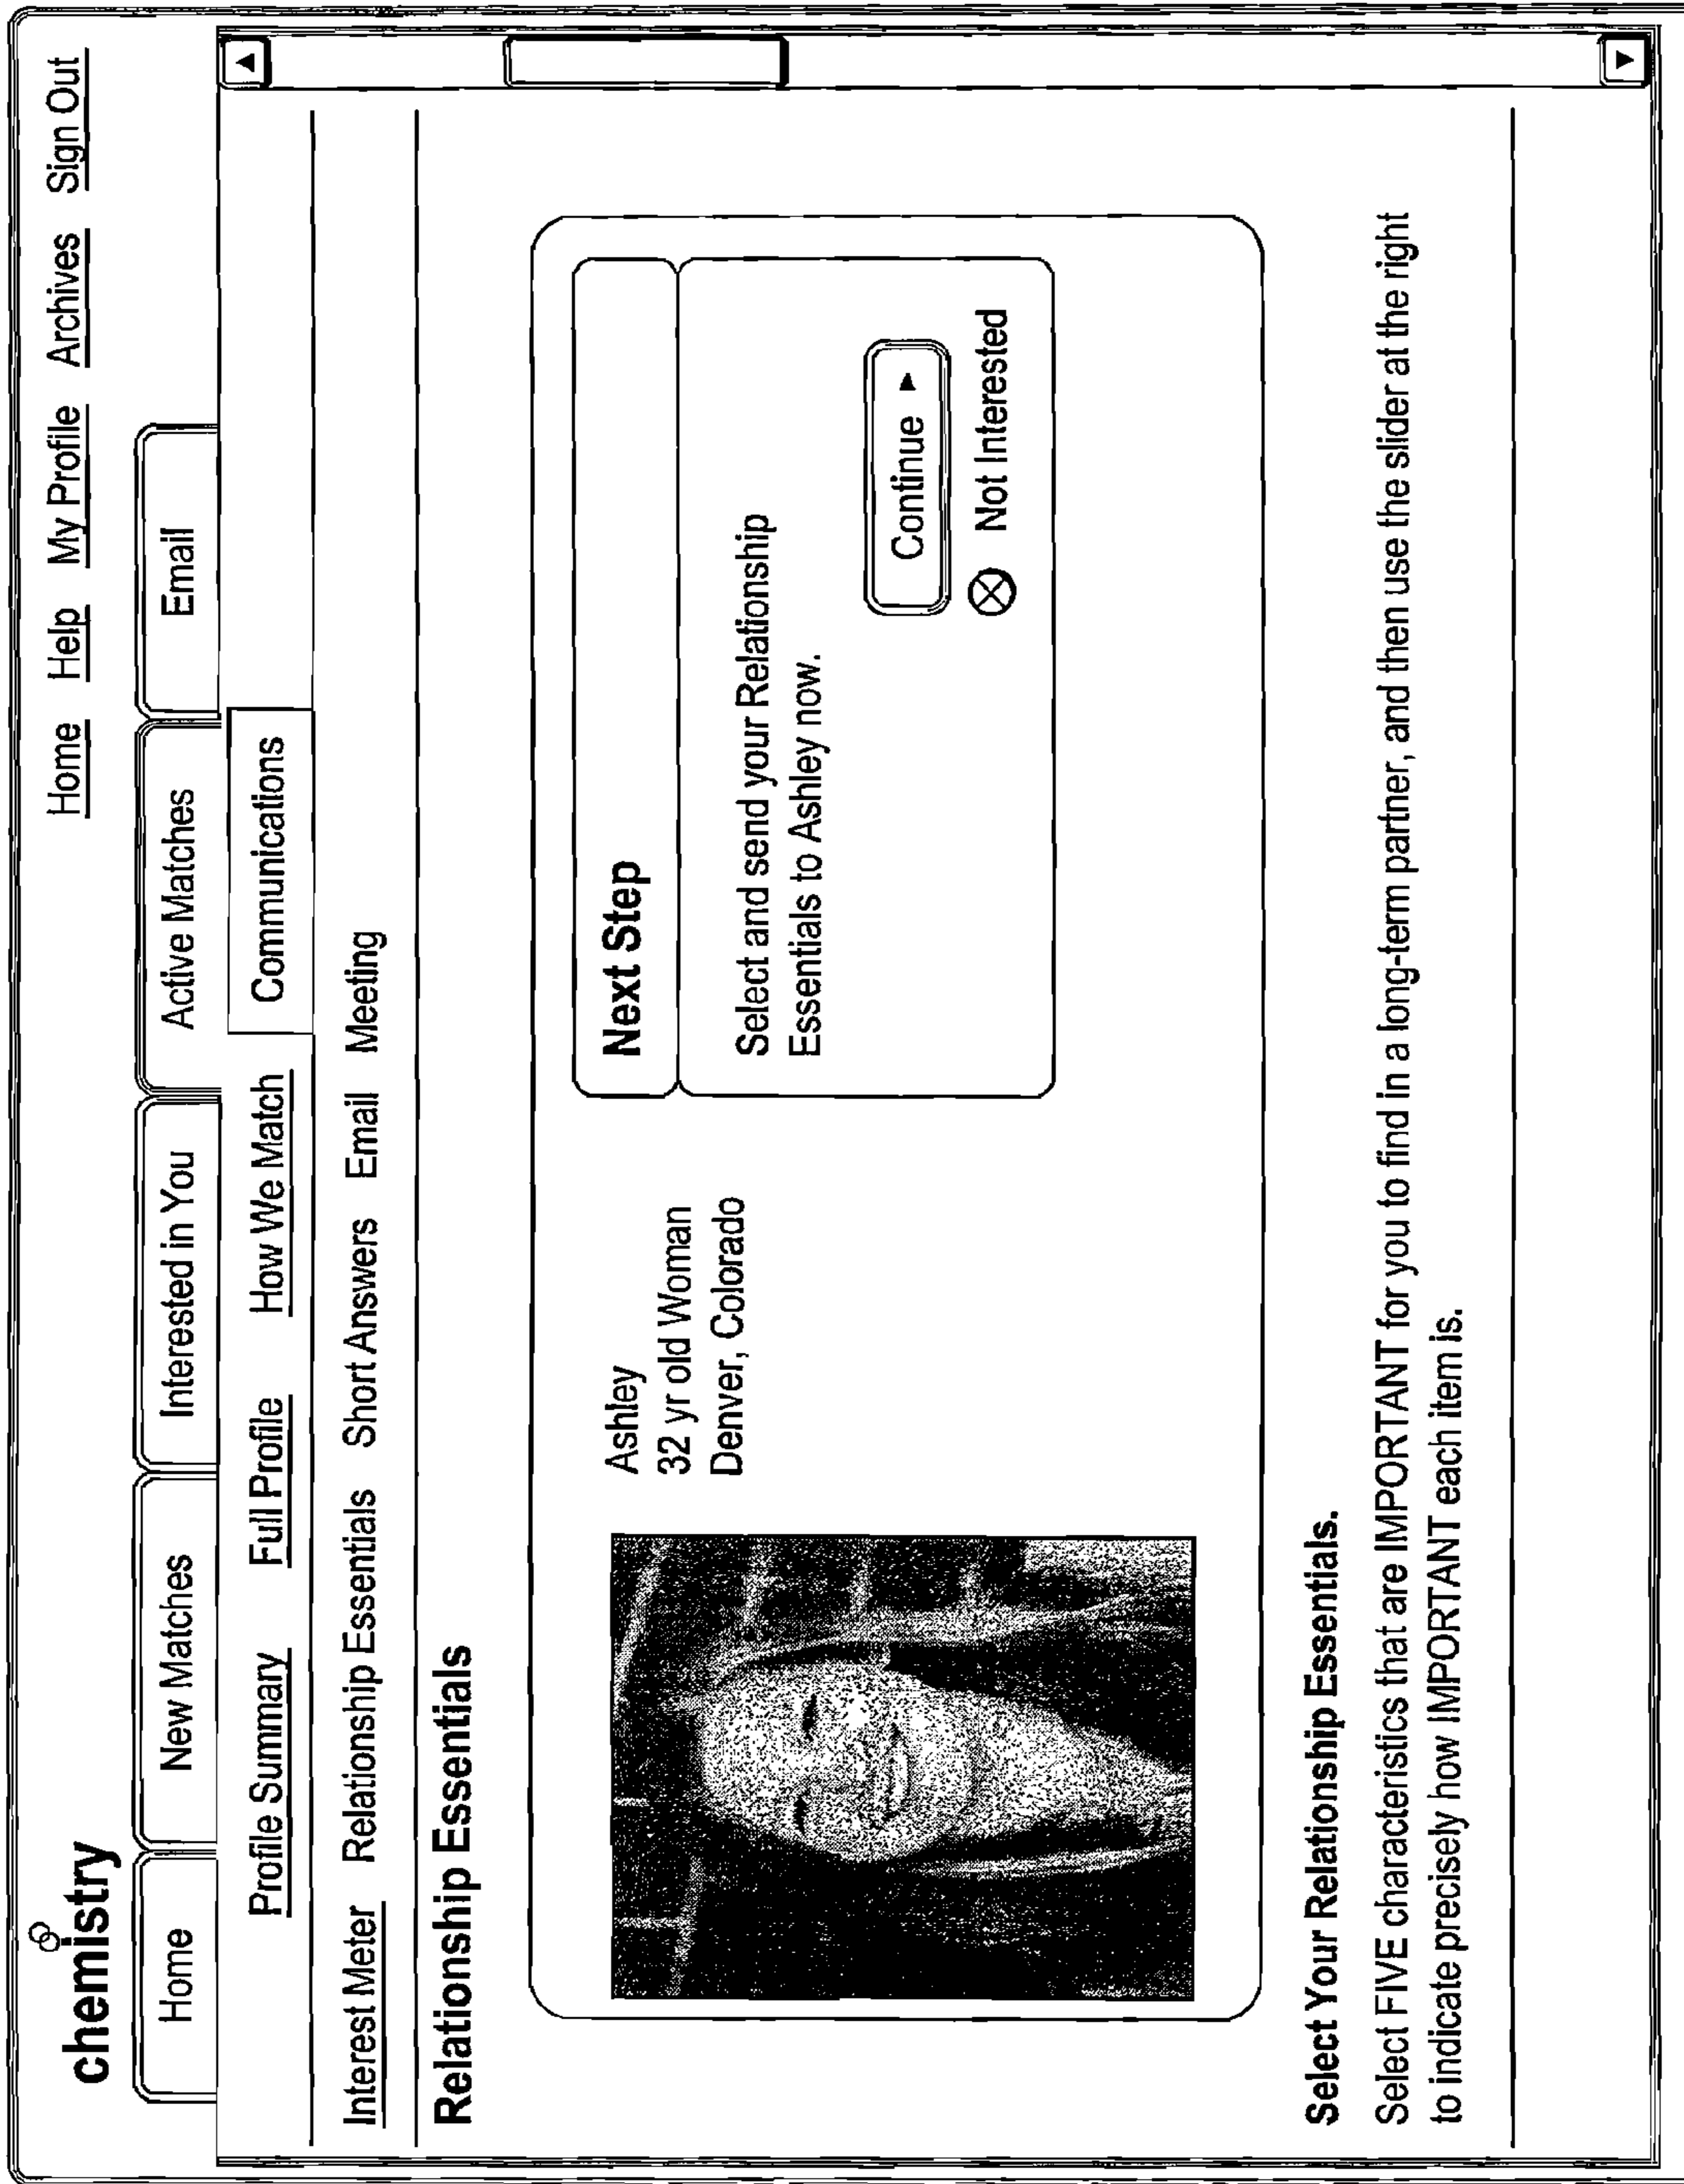 Home Help My Profile Archives Sign Out
chemistry
Home New Matches Interested in You Active Matches Email
Profile Summary Full Profile How We Match Communications
Interest Meter Relationship Essentials Short Answers Email Meeting
Relationship Essentials
Ashley
32 yr old Woman
Denver, Colorado
Next Step
Select and send your Relationship
Essentials to Ashley now.
Continue
Not Interested
Select Your Relationship Essentials.
Select FIVE characteristics that are IMPORTANT for you to find in a long-term partner, and then use the slider at the right
to indicate precisely how IMPORTANT each item is.